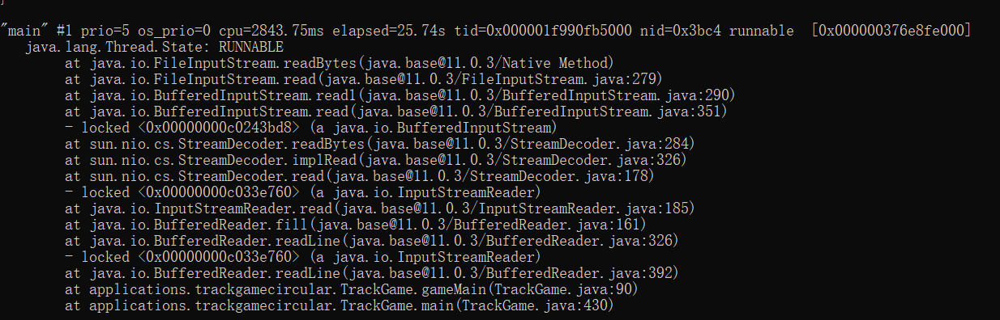 "main" #1 prio=5 os_prio=0 cpu=2843.75ms elapsed=25.74s tid=0x000001f990fb5000 nid=0x3bc4 runnable  [0x000000376e8fe000]
java.lang.Thread.State: RUNNABLE
at java.io.FileInputStream.readBytes(java.base@11.0.3/Native Method)
at java.io.FileInputStream.read(java.base@11.0.3/FileInputStream.java:279)
at java.io.BufferedInputStream.read1(java.base@11.0.3/BufferedInputStream.java:290)
at java.io.BufferedInputStream.read(java.base@11.0.3/BufferedInputStream.java:351)
- locked <0x00000000c0243bd8> (a java.io.BufferedInputStream)
at sun.nio.cs.StreamDecoder.readBytes(java.base@11.0.3/StreamDecoder.java:284)
at sun.nio.cs.StreamDecoder.implRead(java.base@11.0.3/StreamDecoder.java:326)
at sun.nio.cs.StreamDecoder.read(java.base@11.0.3/StreamDecoder.java:178)
- locked <0x00000000c033e760> (a java.io.InputStreamReader)
at java.io.InputStreamReader.read(java.base@11.0.3/InputStreamReader.java:185)
at java.io.BufferedReader.fill(java.base@11.0.3/BufferedReader.java:161)
at java.io.BufferedReader.readLine(java.base@11.0.3/BufferedReader.java:326)
- locked <0x00000000c033e760> (a java.io.InputStreamReader)
at java.io.BufferedReader.readLine(java.base@11.0.3/BufferedReader.java:392)
at applications.trackgamecircular.TrackGame.gameMain(TrackGame.java:90)
at applications.trackgamecircular.TrackGame.main(TrackGame.java:430)